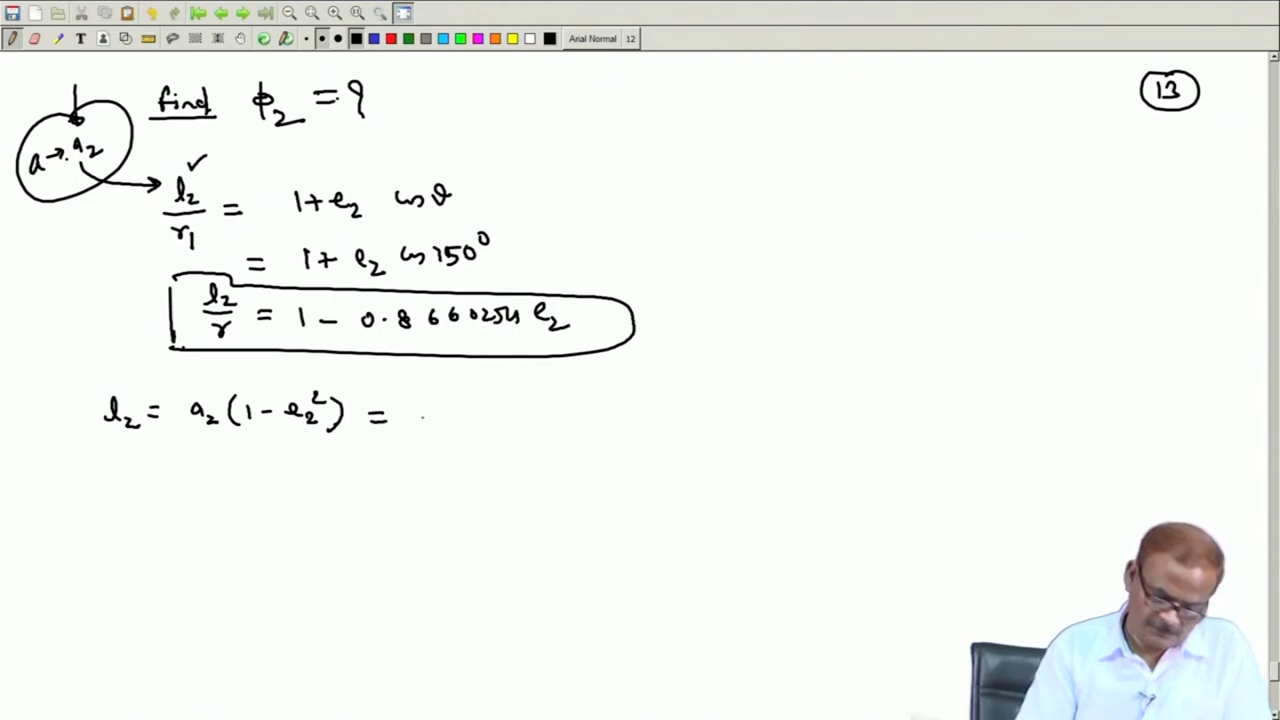 Arial Normal 12
13
find ϕ₂ = ?
a → a₂
l₂/r₁ = 1 + e₂ cos θ
= 1 + e₂ cos 150°
l₂/r = 1 - 0.8660254 e₂
l₂ = a₂(1 - e₂²) =